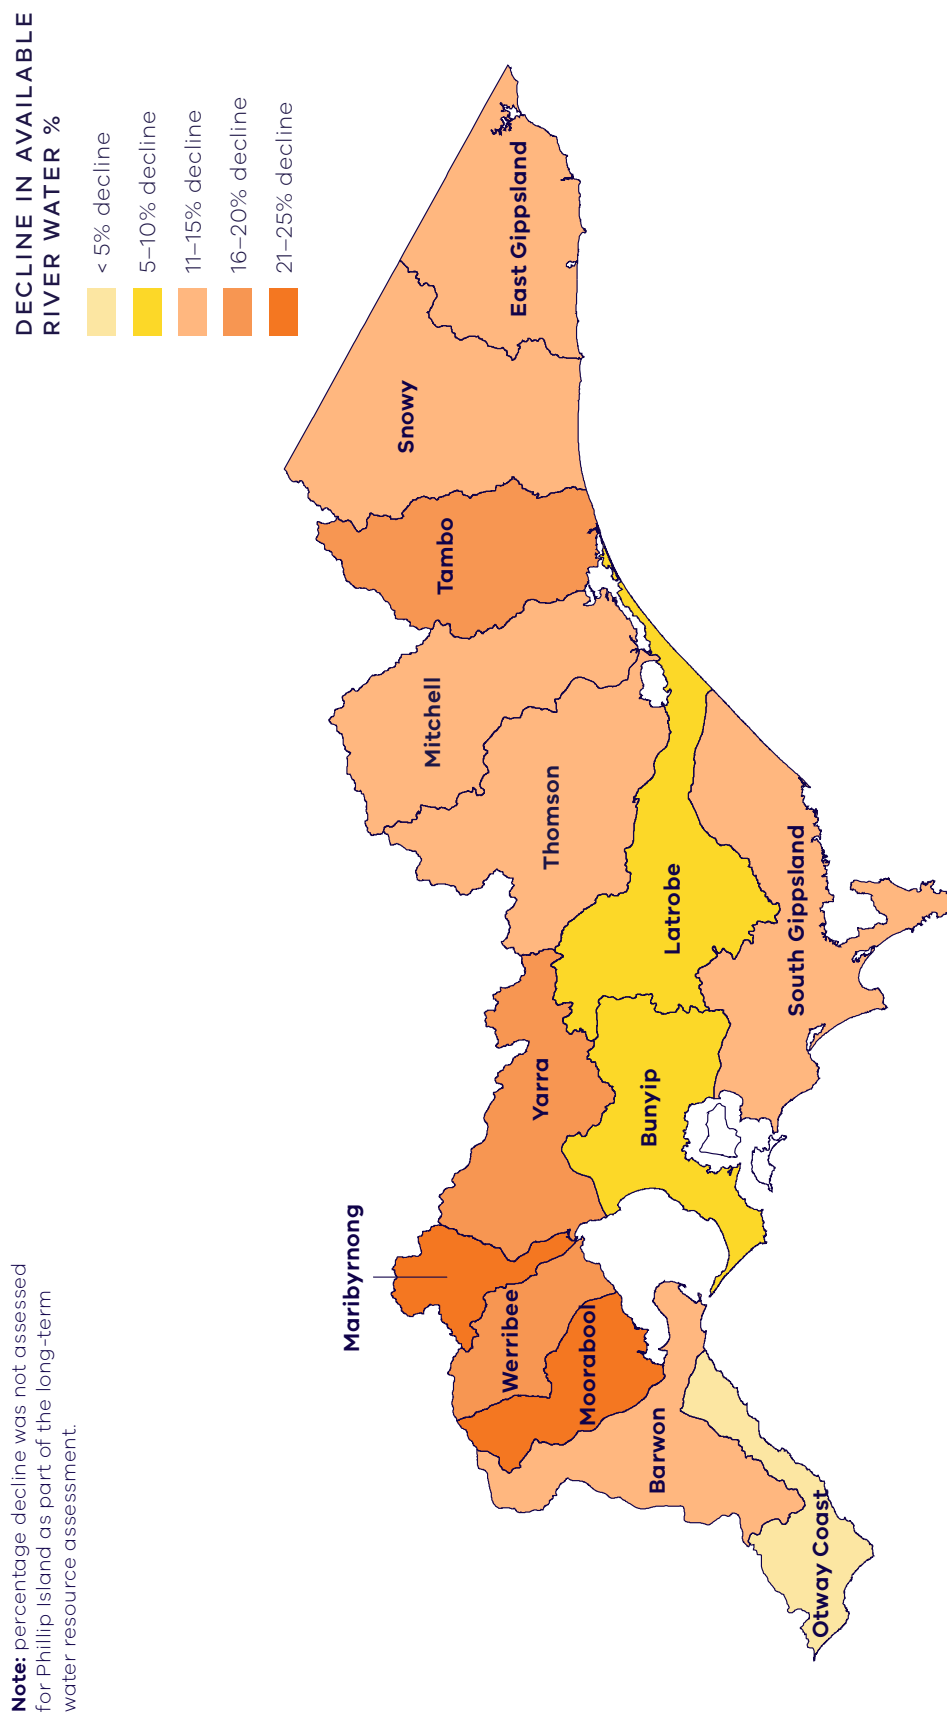 DECLINE IN AVAILABLE
RIVER WATER %
< 5% decline
5–10% decline
11–15% decline
16–20% decline
21–25% decline
Maribyrnong
Werribee
Moorabool
Barwon
Otway Coast
Yarra
Bunyip
Latrobe
South Gippsland
Thomson
Mitchell
Tambo
Snowy
East Gippsland
Note: percentage decline was not assessed
for Phillip Island as part of the long-term
water resource assessment.